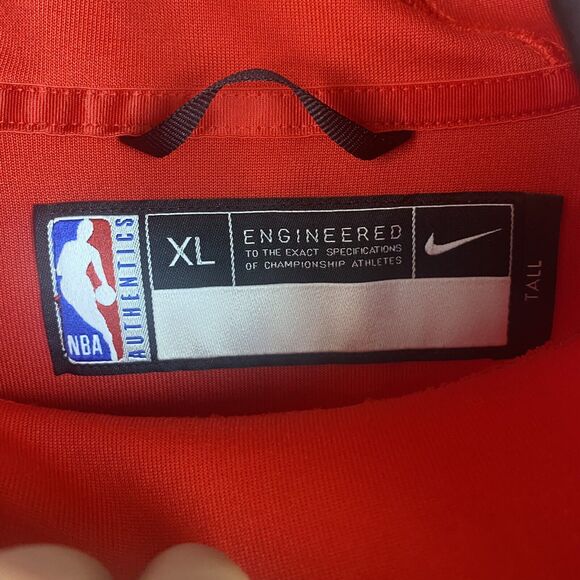 NBA
AUTHENTICS
XL
ENGINEERED
TO THE EXACT SPECIFICATIONS
OF CHAMPIONSHIP ATHLETES
TALL